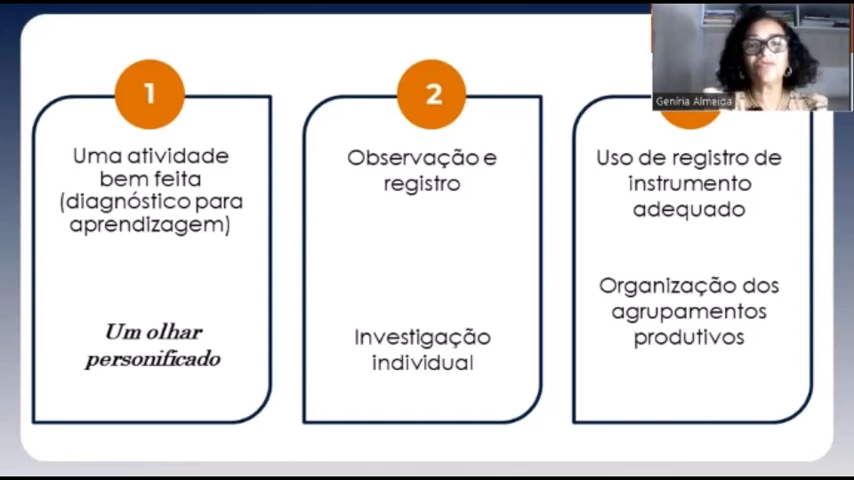 1
Uma atividade
bem feita
(diagnóstico para
aprendizagem)
Um olhar
personificado
2
Observação e
registro
Investigação
individual
Uso de registro de
instrumento
adequado
Organização dos
agrupamentos
produtivos
Geníria Almeida